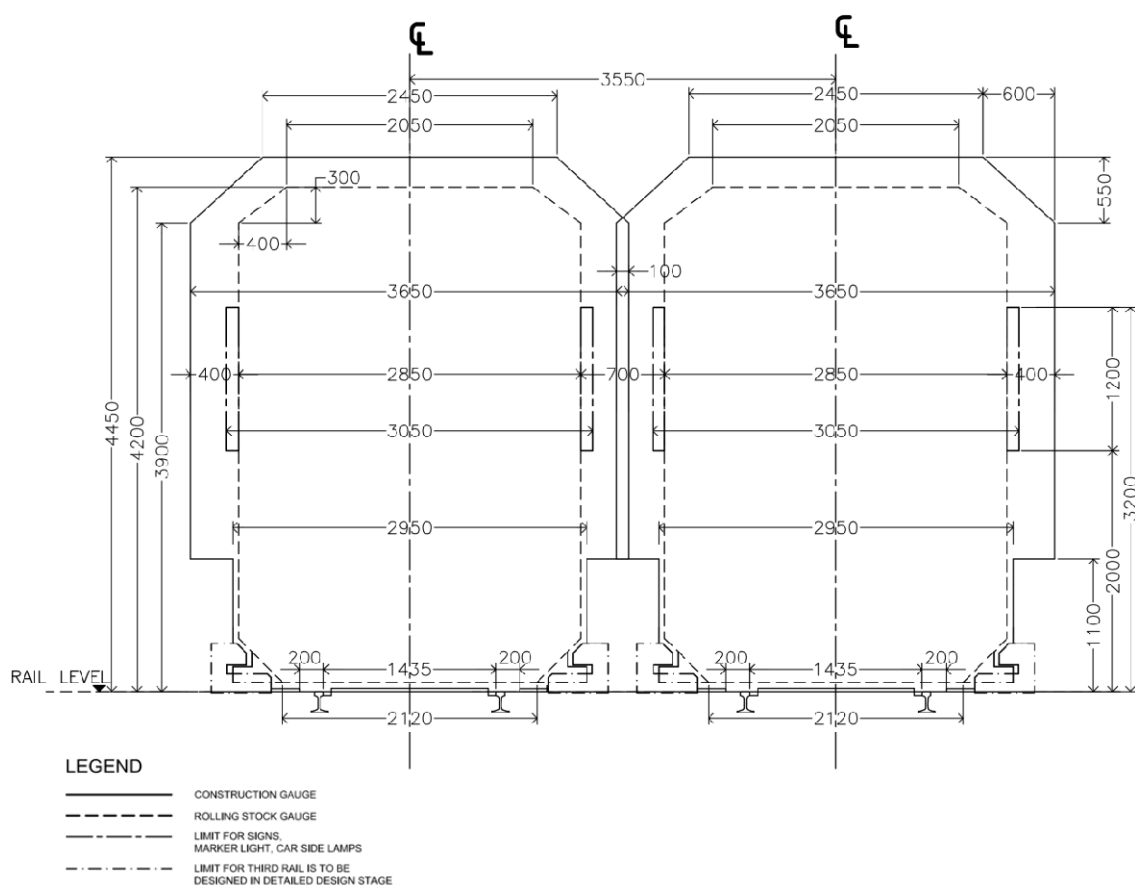 ℄ ℄
3550
2450 2450 600
2050 2050
300
550
400
100
3650 3650
400 2850 700 2850 400
1200
4450
4200
3900
3050 3050
3200
2950 2950
2000
1100
RAIL LEVEL
200 1435 200 200 1435 200
2120 2120
LEGEND
CONSTRUCTION GAUGE
ROLLING STOCK GAUGE
LIMIT FOR SIGNS,
MARKER LIGHT, CAR SIDE LAMPS
LIMIT FOR THIRD RAIL IS TO BE
DESIGNED IN DETAILED DESIGN STAGE